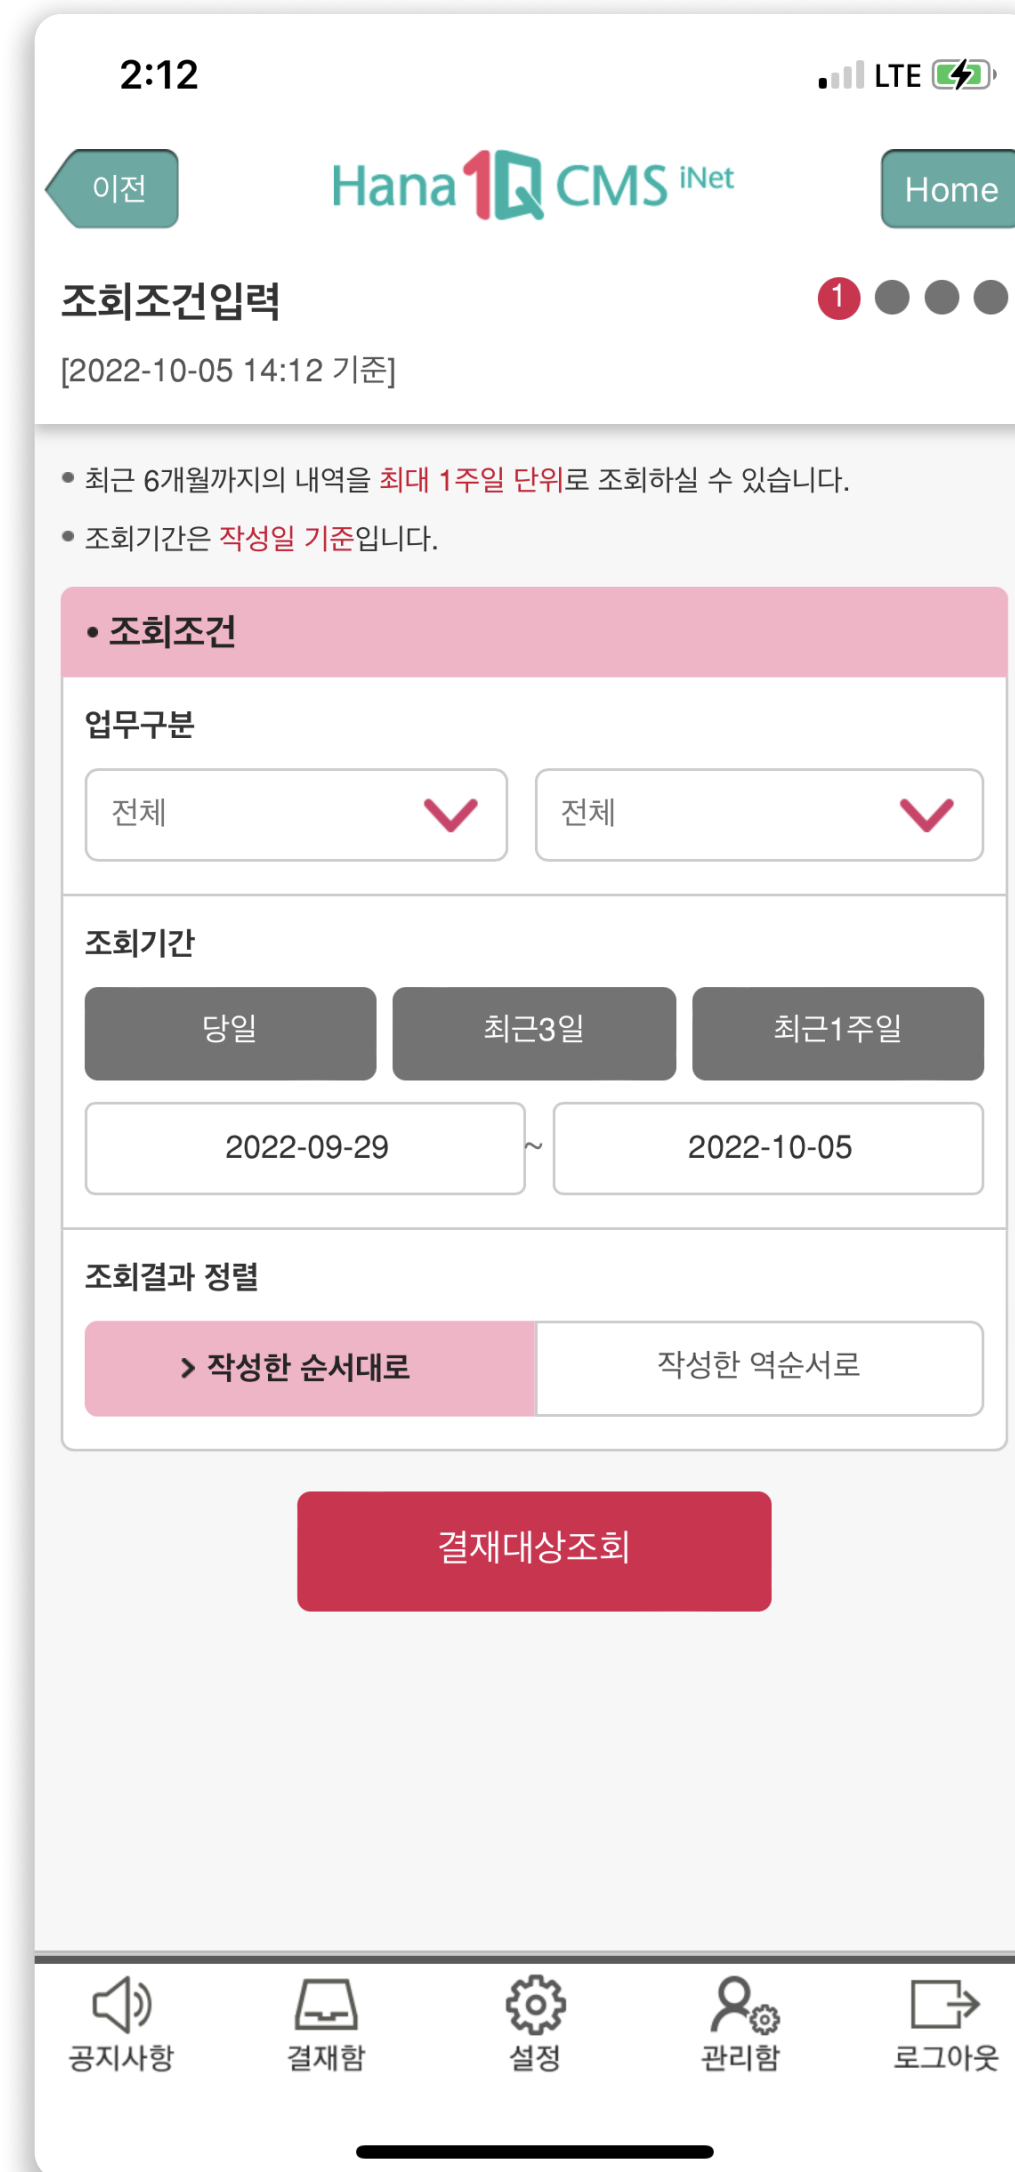 2:12 LTE
이전 Hana1Q CMS iNet Home
조회조건입력 1
[2022-10-05 14:12 기준]
최근 6개월까지의 내역을 최대 1주일 단위로 조회하실 수 있습니다.
조회기간은 작성일 기준입니다.
• 조회조건
업무구분
전체 전체
조회기간
당일 최근3일 최근1주일
2022-09-29 ~ 2022-10-05
조회결과 정렬
> 작성한 순서대로 작성한 역순서로
결재대상조회
공지사항 결재함 설정 관리함 로그아웃